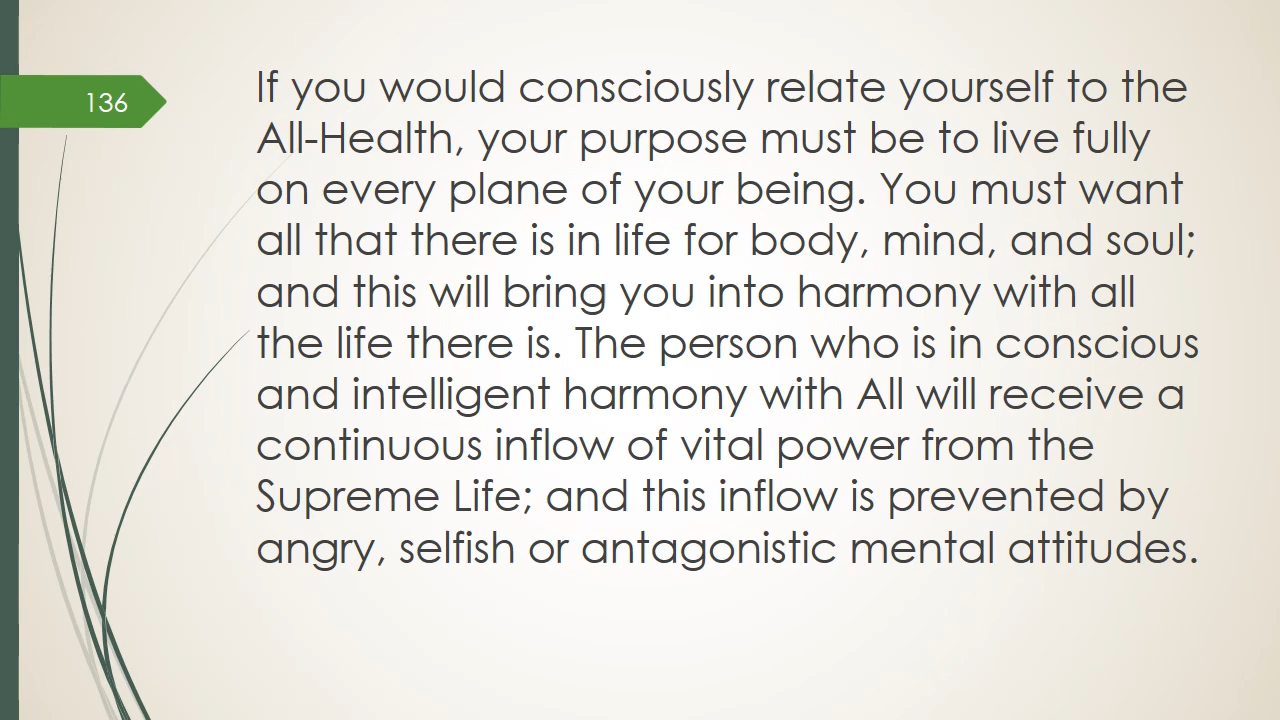 136
If you would consciously relate yourself to the
All-Health, your purpose must be to live fully
on every plane of your being. You must want
all that there is in life for body, mind, and soul;
and this will bring you into harmony with all
the life there is. The person who is in conscious
and intelligent harmony with All will receive a
continuous inflow of vital power from the
Supreme Life; and this inflow is prevented by
angry, selfish or antagonistic mental attitudes.